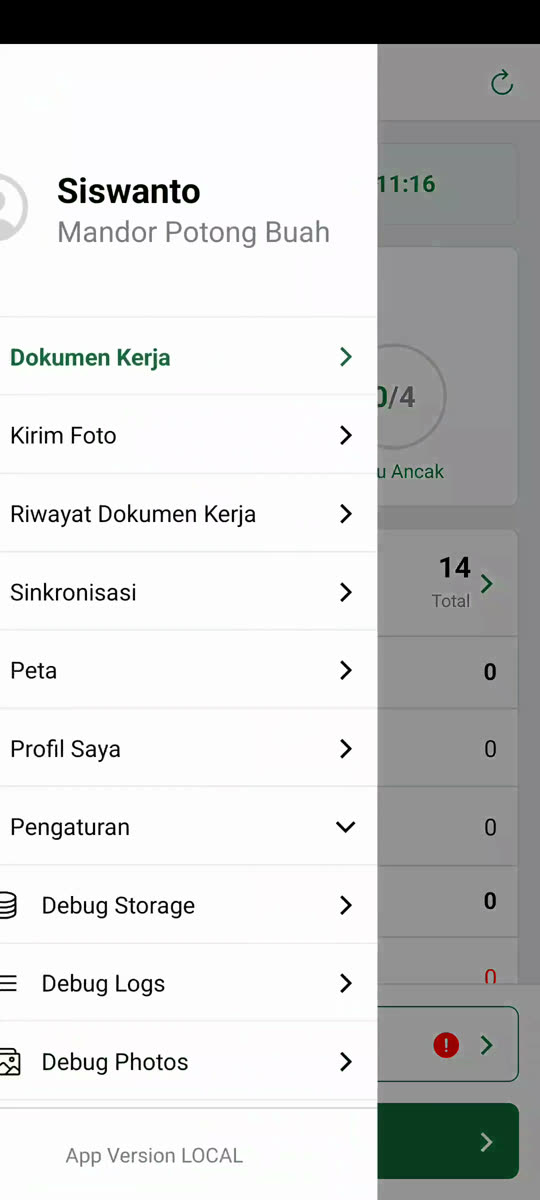 11:16
Siswanto
Mandor Potong Buah
Dokumen Kerja
0/4
Kirim Foto
u Ancak
Riwayat Dokumen Kerja
14
Total
Sinkronisasi
Peta
0
Profil Saya
0
Pengaturan
0
Debug Storage
0
Debug Logs
0
Debug Photos
App Version LOCAL